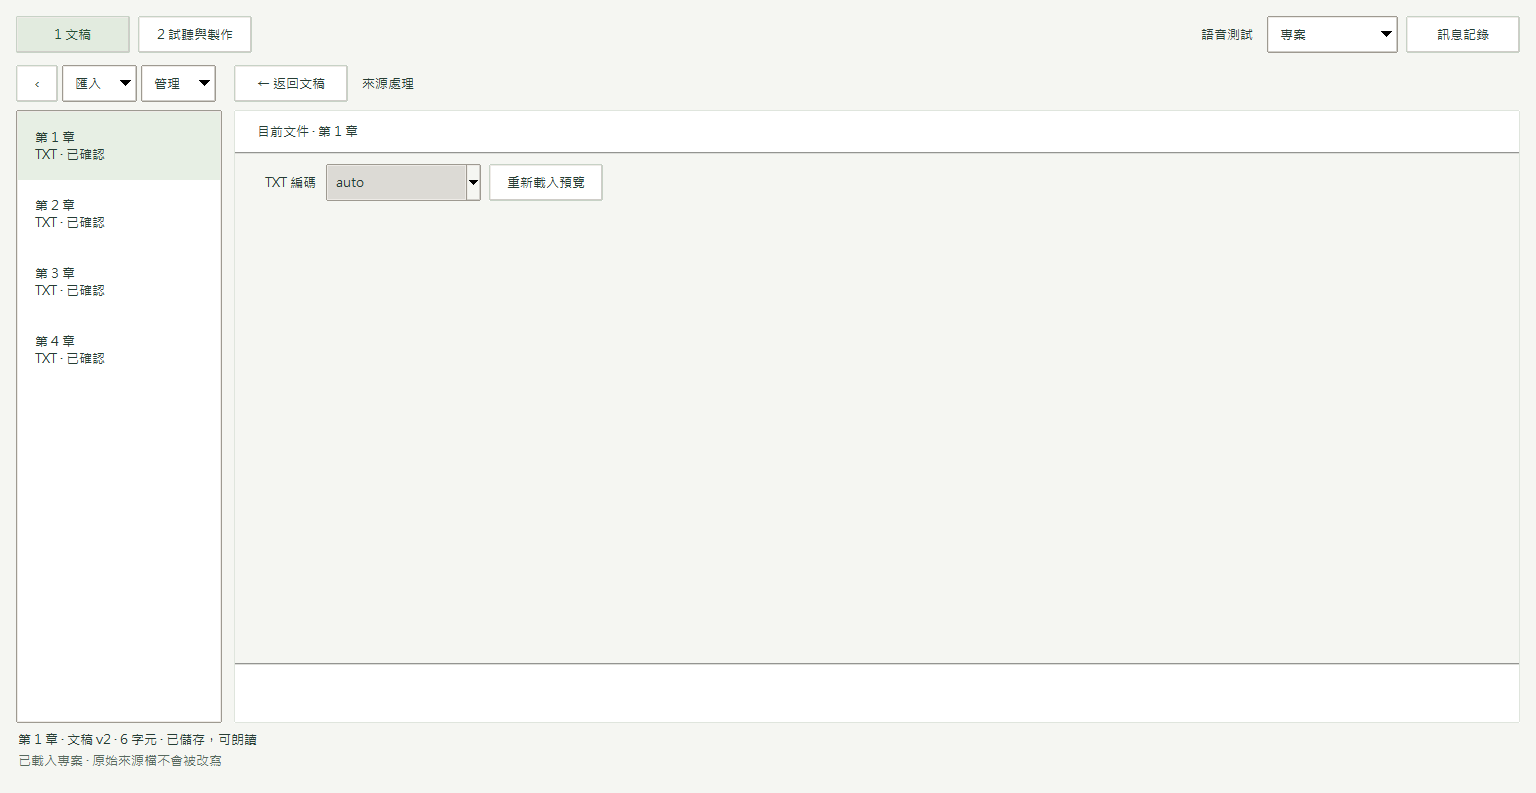 1 文稿
2 試聽與製作
語音測試
專案
訊息記錄
‹
匯入
管理
← 返回文稿
來源處理
第 1 章
TXT · 已確認
第 2 章
TXT · 已確認
第 3 章
TXT · 已確認
第 4 章
TXT · 已確認
目前文件 · 第 1 章
TXT 編碼
auto
重新載入預覽
第 1 章 · 文稿 v2 · 6 字元 · 已儲存，可朗讀
已載入專案 · 原始來源檔不會被改寫